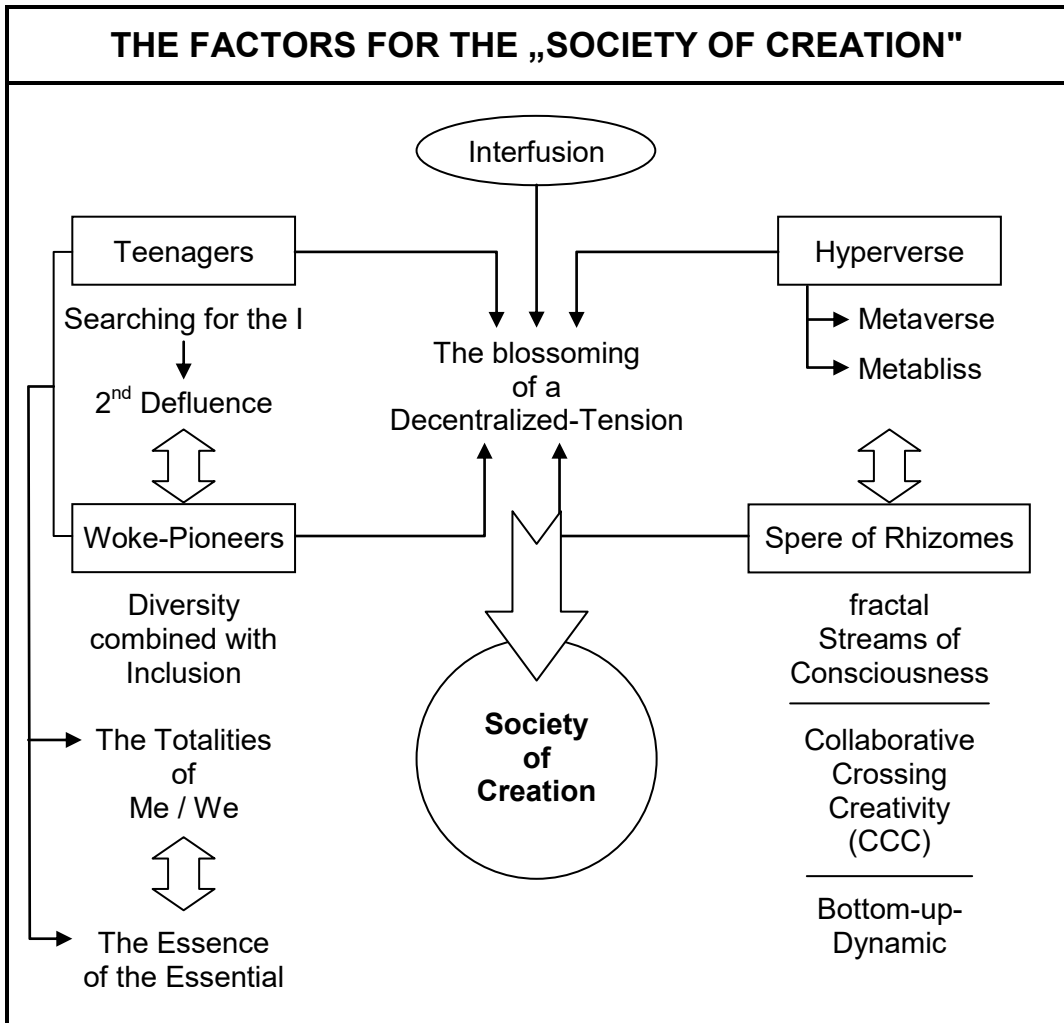 THE FACTORS FOR THE „SOCIETY OF CREATION"
Interfusion
Teenagers
Searching for the I
2nd Defluence
Woke-Pioneers
Diversity
combined with
Inclusion
The Totalities
of
Me / We
The Essence
of the Essential
The blossoming
of a
Decentralized-Tension
Society
of
Creation
Hyperverse
Metaverse
Metabliss
Spere of Rhizomes
fractal
Streams of
Consciousness
Collaborative
Crossing
Creativity
(CCC)
Bottom-up-
Dynamic